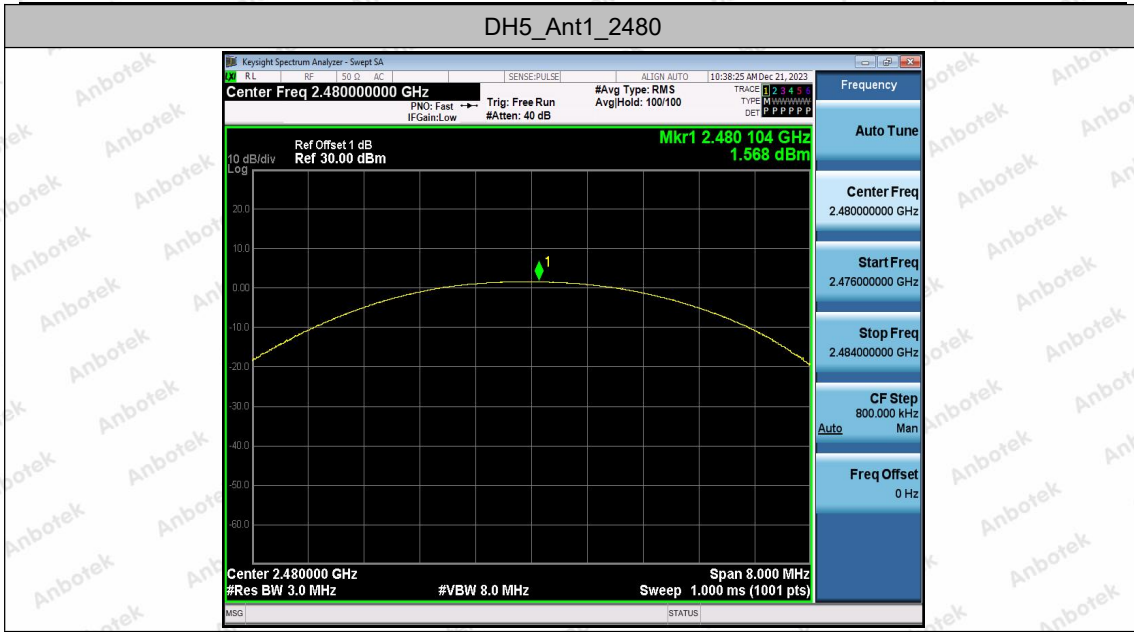 DH5_Ant1_2480
Keysight Spectrum Analyzer - Swept SA
LXI RL RF 50 Ω AC SENSE:PULSE ALIGN AUTO 10:38:25 AM Dec 21, 2023
Center Freq 2.480000000 GHz
PNO: Fast
IFGain:Low
Trig: Free Run
#Atten: 40 dB
#Avg Type: RMS
Avg|Hold: 100/100
TRACE 1 2 3 4 5 6
TYPE M WWWWW
DET P P P P P P
Ref Offset 1 dB
10 dB/div Ref 30.00 dBm
Log
Mkr1 2.480 104 GHz
1.568 dBm
20.0
10.0
0.00
-10.0
-20.0
-30.0
-40.0
-50.0
-60.0
1
Center 2.480000 GHz Span 8.000 MHz
#Res BW 3.0 MHz #VBW 8.0 MHz Sweep 1.000 ms (1001 pts)
MSG STATUS
Frequency
Auto Tune
Center Freq
2.480000000 GHz
Start Freq
2.476000000 GHz
Stop Freq
2.484000000 GHz
CF Step
800.000 kHz
Auto Man
Freq Offset
0 Hz
Anbotek